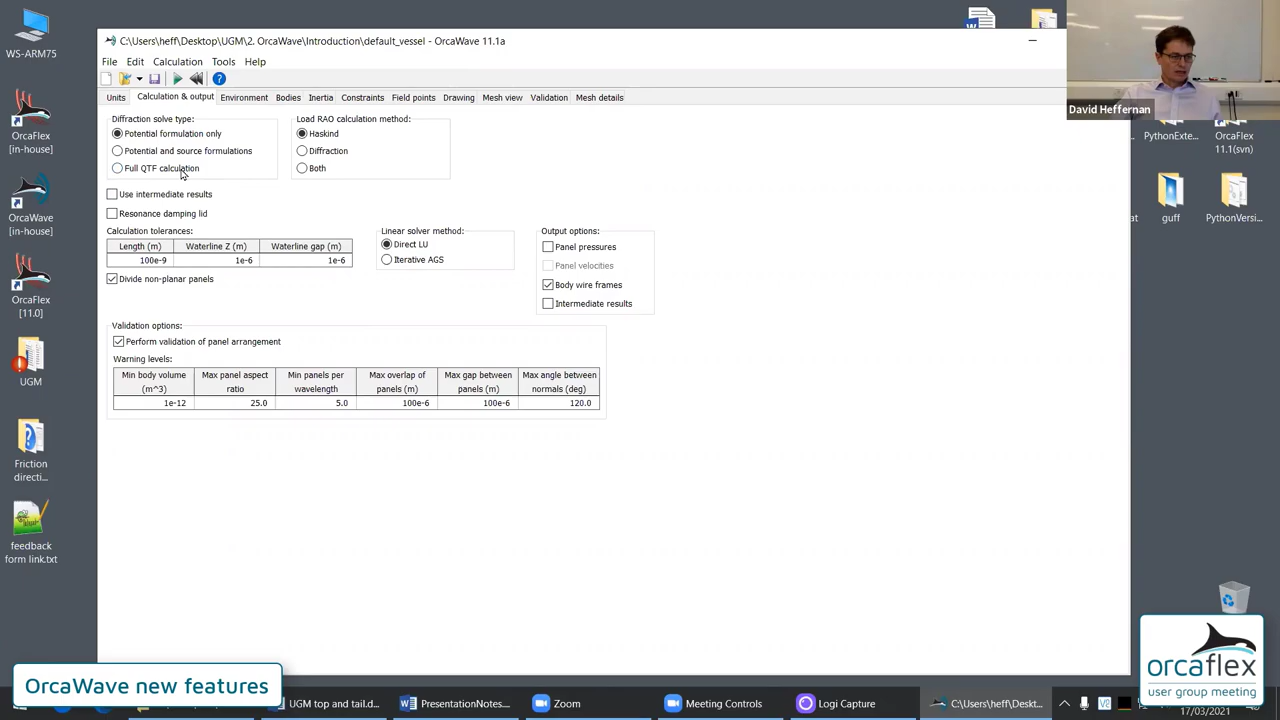 WS-ARM75
OrcaFlex
[in-house]
OrcaWave
[in-house]
OrcaFlex
[11.0]
UGM
Friction
directi...
feedback
form link.txt
C:\Users\heff\Desktop\UGM\2. OrcaWave\Introduction\default_vessel - OrcaWave 11.1a
File Edit Calculation Tools Help
Units Calculation & output Environment Bodies Inertia Constraints Field points Drawing Mesh view Validation Mesh details
Diffraction solve type:
Potential formulation only
Potential and source formulations
Full QTF calculation
Load RAO calculation method:
Haskind
Diffraction
Both
Use intermediate results
Resonance damping lid
Calculation tolerances:
Length (m) Waterline Z (m) Waterline gap (m)
100e-9 1e-6 1e-6
Divide non-planar panels
Linear solver method:
Direct LU
Iterative AGS
Output options:
Panel pressures
Panel velocities
Body wire frames
Intermediate results
Validation options:
Perform validation of panel arrangement
Warning levels:
Min body volume Max panel aspect Min panels per Max overlap of Max gap between Max angle between
(m^3) ratio wavelength panels (m) panels (m) normals (deg)
1e-12 25.0 5.0 100e-6 100e-6 120.0
David Heffernan
PythonExte... OrcaFlex
11.1(svn)
guff PythonVersi...
orcaflex
user group meeting
OrcaWave new features
UGM top and tail.d... PresentationNotes... Zoom Meeting Controls Logi Capture heff\Deskt...
17/03/2021